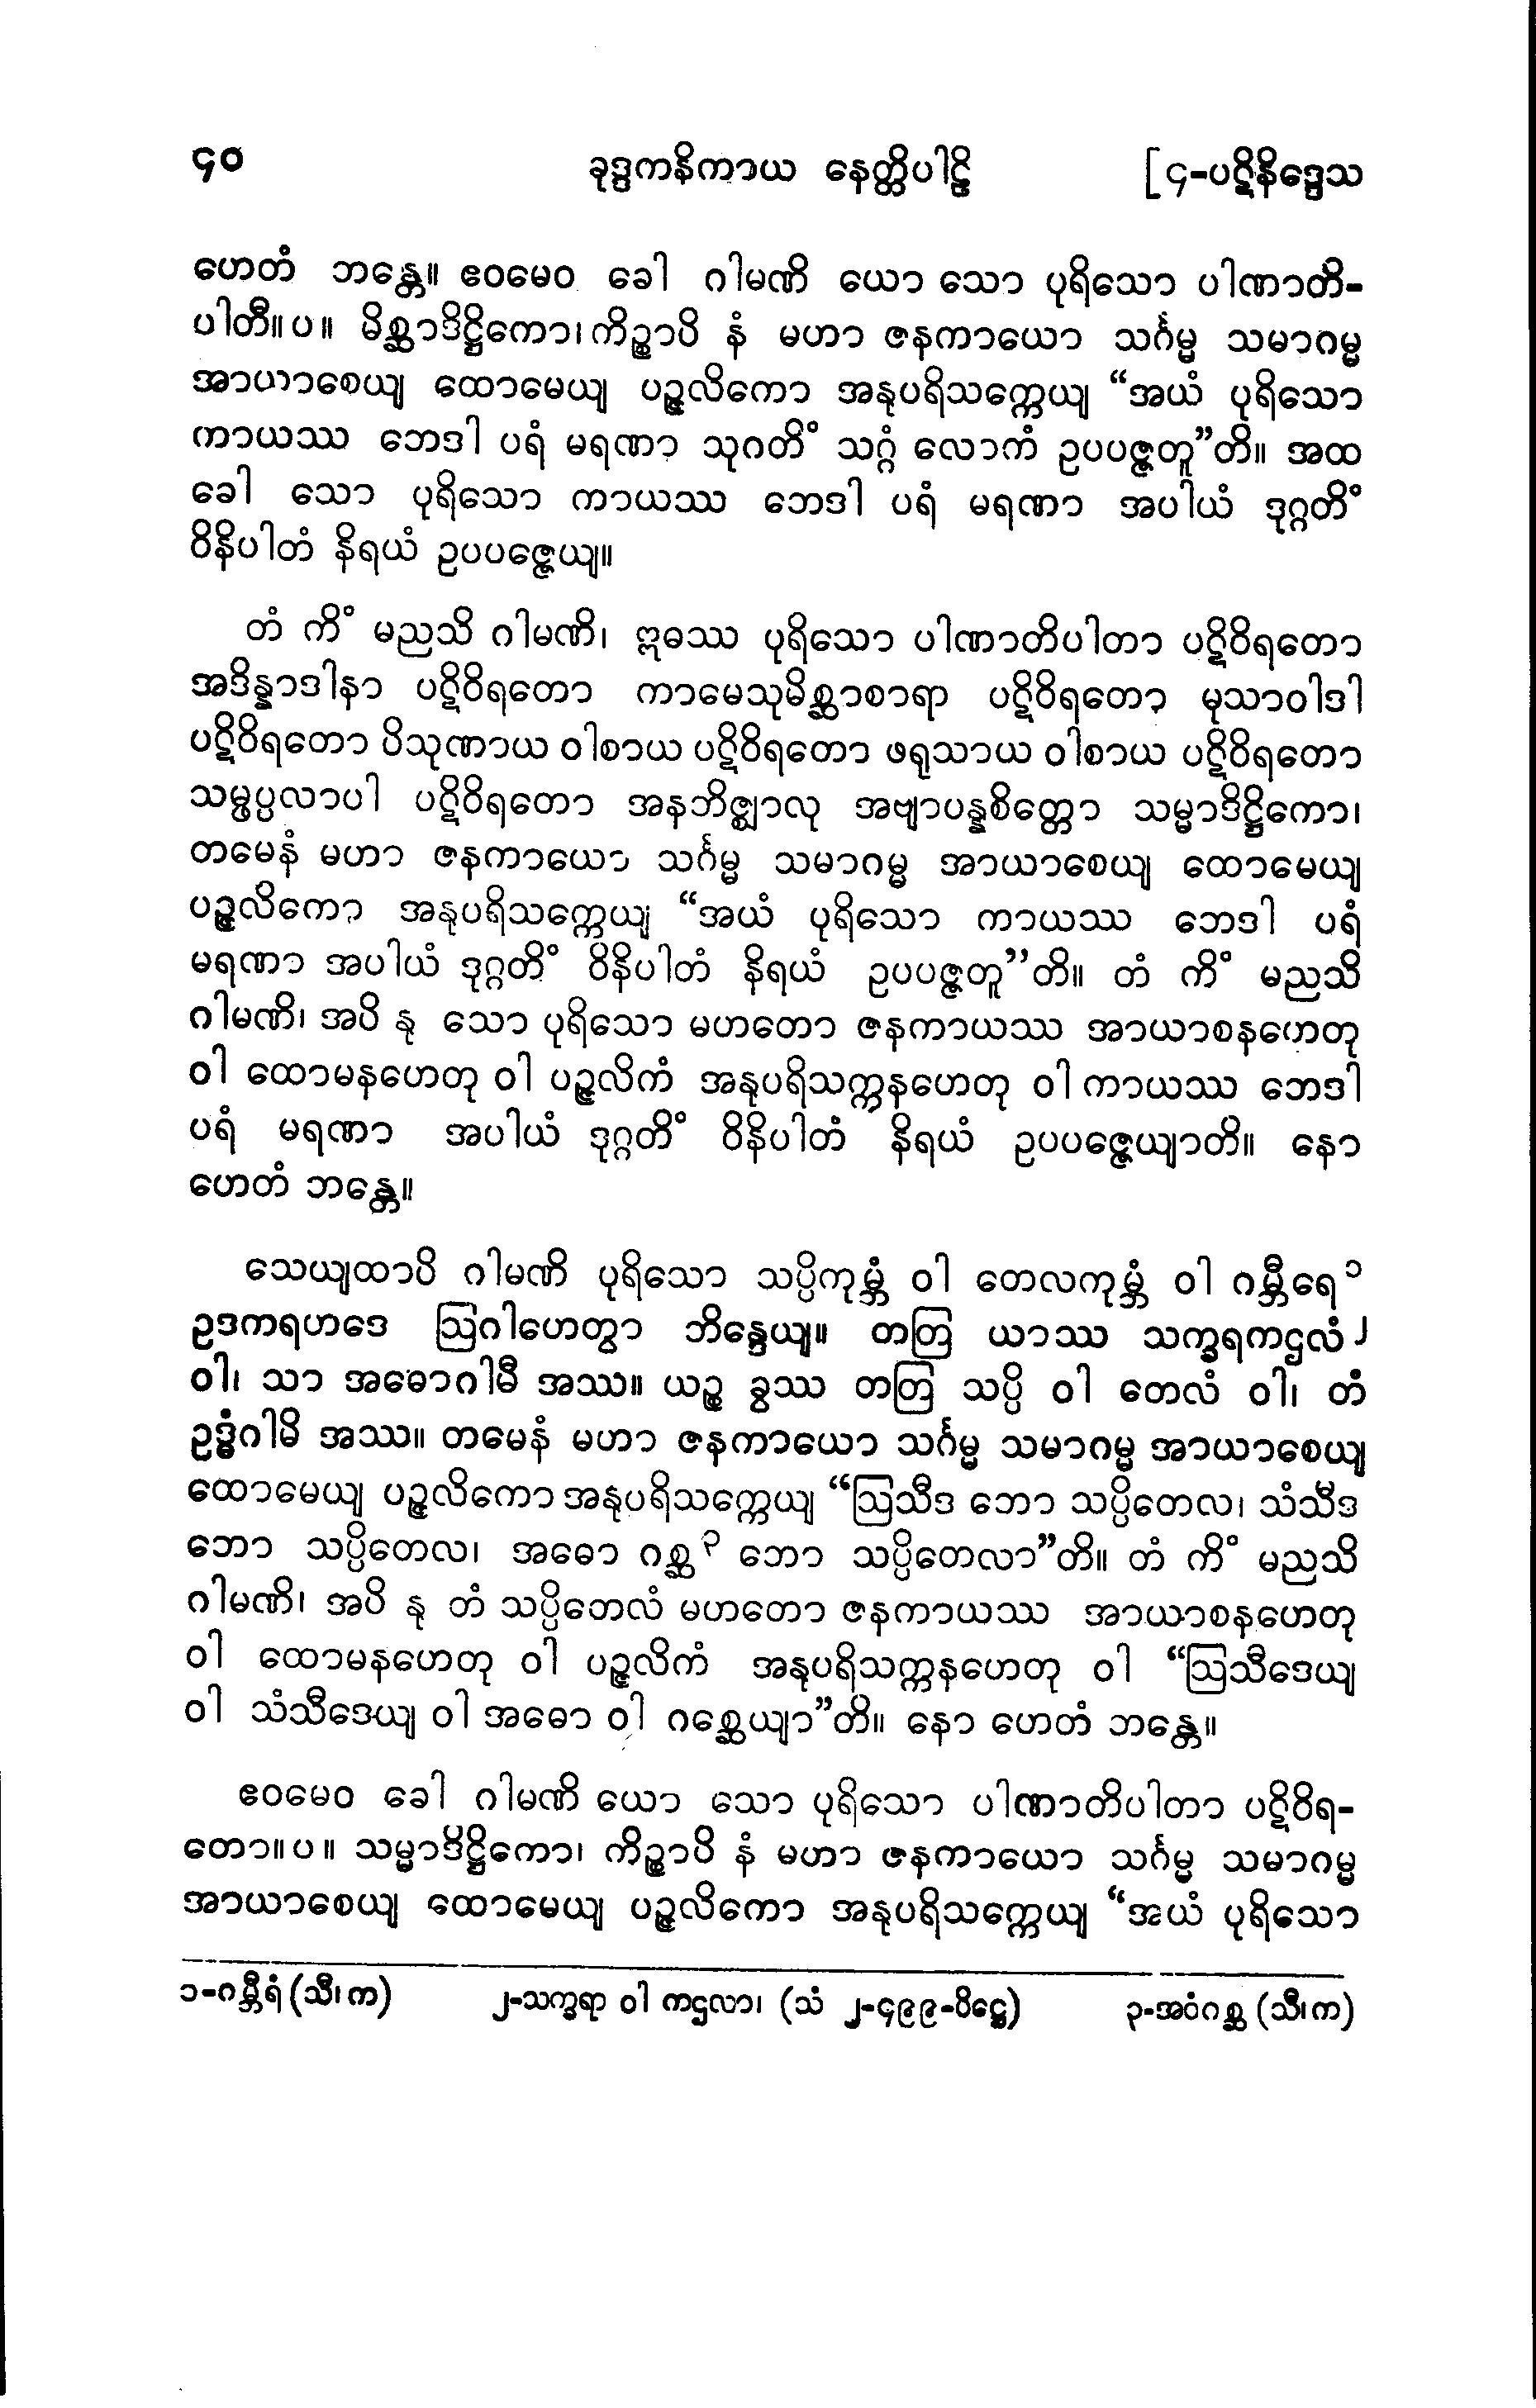 ၄၀ ခုဒ္ဒကနိကာယ နေတ္တိပါဠိ [၄-ပဋိနိဒ္ဒေသ
ဟေတံ ဘန္တေ။ ဧဝမေဝ ခေါ ဂါမဏိ ယော သော ပုရိသော ပါဏာတိ-
ပါတီ။ပ။ မိစ္ဆာဒိဋ္ဌိကော၊ ကိဉ္စာပိ နံ မဟာ ဇနကာယော သင်္ဂမ္မ သမာဂမ္မ
အာယာစေယျ ထောမေယျ ပဉ္ဇလိကော အနုပရိသက္ကေယျ “အယံ ပုရိသော
ကာယဿ ဘေဒါ ပရံ မရဏာ သုဂတိံ သဂ္ဂံ လောကံ ဥပပဇ္ဇတူ”တိ။ အထ
ခေါ သော ပုရိသော ကာယဿ ဘေဒါ ပရံ မရဏာ အပါယံ ဒုဂ္ဂတိံ
ဝိနိပါတံ နိရယံ ဥပပဇ္ဇေယျ။
တံ ကိံ မညသိ ဂါမဏိ၊ ဣဓဿ ပုရိသော ပါဏာတိပါတာ ပဋိဝိရတော
အဒိန္နာဒါနာ ပဋိဝိရတော ကာမေသုမိစ္ဆာစာရာ ပဋိဝိရတော မုသာဝါဒါ
ပဋိဝိရတော ပိသုဏာယ ဝါစာယ ပဋိဝိရတော ဖရုသာယ ဝါစာယ ပဋိဝိရတော
သမ္ဖပ္ပလာပါ ပဋိဝိရတော အနဘိဇ္ဈာလု အဗျာပန္နစိတ္တော သမ္မာဒိဋ္ဌိကော၊
တမေနံ မဟာ ဇနကာယော သင်္ဂမ္မ သမာဂမ္မ အာယာစေယျ ထောမေယျ
ပဉ္ဇလိကော အနုပရိသက္ကေယျ “အယံ ပုရိသော ကာယဿ ဘေဒါ ပရံ
မရဏာ အပါယံ ဒုဂ္ဂတိံ ဝိနိပါတံ နိရယံ ဥပပဇ္ဇတူ”တိ။ တံ ကိံ မညသိ
ဂါမဏိ၊ အပိ နု သော ပုရိသော မဟတော ဇနကာယဿ အာယာစနဟေတု
ဝါ ထောမနဟေတု ဝါ ပဉ္ဇလိကံ အနုပရိသက္ကနဟေတု ဝါ ကာယဿ ဘေဒါ
ပရံ မရဏာ အပါယံ ဒုဂ္ဂတိံ ဝိနိပါတံ နိရယံ ဥပပဇ္ဇေယျာတိ။ နော
ဟေတံ ဘန္တေ။
သေယျထာပိ ဂါမဏိ ပုရိသော သပ္ပိကုမ္ဘံ ဝါ တေလကုမ္ဘံ ဝါ ဂမ္ဘီရေ၁
ဥဒကရဟဒေ ဩဂါဟေတွာ ဘိန္ဒေယျ။ တတြ ယာဿ သက္ခရကဌလံ၂
ဝါ၊ သာ အဓောဂါမီ အဿ။ ယဉ္စ ခွဿ တတြ သပ္ပိ ဝါ တေလံ ဝါ၊ တံ
ဥဒ္ဓံဂါမိ အဿ။ တမေနံ မဟာ ဇနကာယော သင်္ဂမ္မ သမာဂမ္မ အာယာစေယျ
ထောမေယျ ပဉ္ဇလိကော အနုပရိသက္ကေယျ “ဩသီဒ ဘော သပ္ပိတေလ၊ သံသီဒ
ဘော သပ္ပိတေလ၊ အဓော ဂစ္ဆ၃ ဘော သပ္ပိတေလာ”တိ။ တံ ကိံ မညသိ
ဂါမဏိ၊ အပိ နု တံ သပ္ပိတေလံ မဟတော ဇနကာယဿ အာယာစနဟေတု
ဝါ ထောမနဟေတု ဝါ ပဉ္ဇလိကံ အနုပရိသက္ကနဟေတု ဝါ “ဩသီဒေယျ
ဝါ သံသီဒေယျ ဝါ အဓော ဝါ ဂစ္ဆေယျာ”တိ။ နော ဟေတံ ဘန္တေ။
ဧဝမေဝ ခေါ ဂါမဏိ ယော သော ပုရိသော ပါဏာတိပါတာ ပဋိဝိရ-
တော။ပ။ သမ္မာဒိဋ္ဌိကော၊ ကိဉ္စာပိ နံ မဟာ ဇနကာယော သင်္ဂမ္မ သမာဂမ္မ
အာယာစေယျ ထောမေယျ ပဉ္ဇလိကော အနုပရိသက္ကေယျ “အယံ ပုရိသော
၁-ဂမ္ဘီရံ (သီ၊ က) ၂-သက္ခရာ ဝါ ကဌလာ၊ (သံ ၂-၄၉၉-ပိဋ္ဌေ) ၃-အဝံဂစ္ဆ (သီ၊ က)